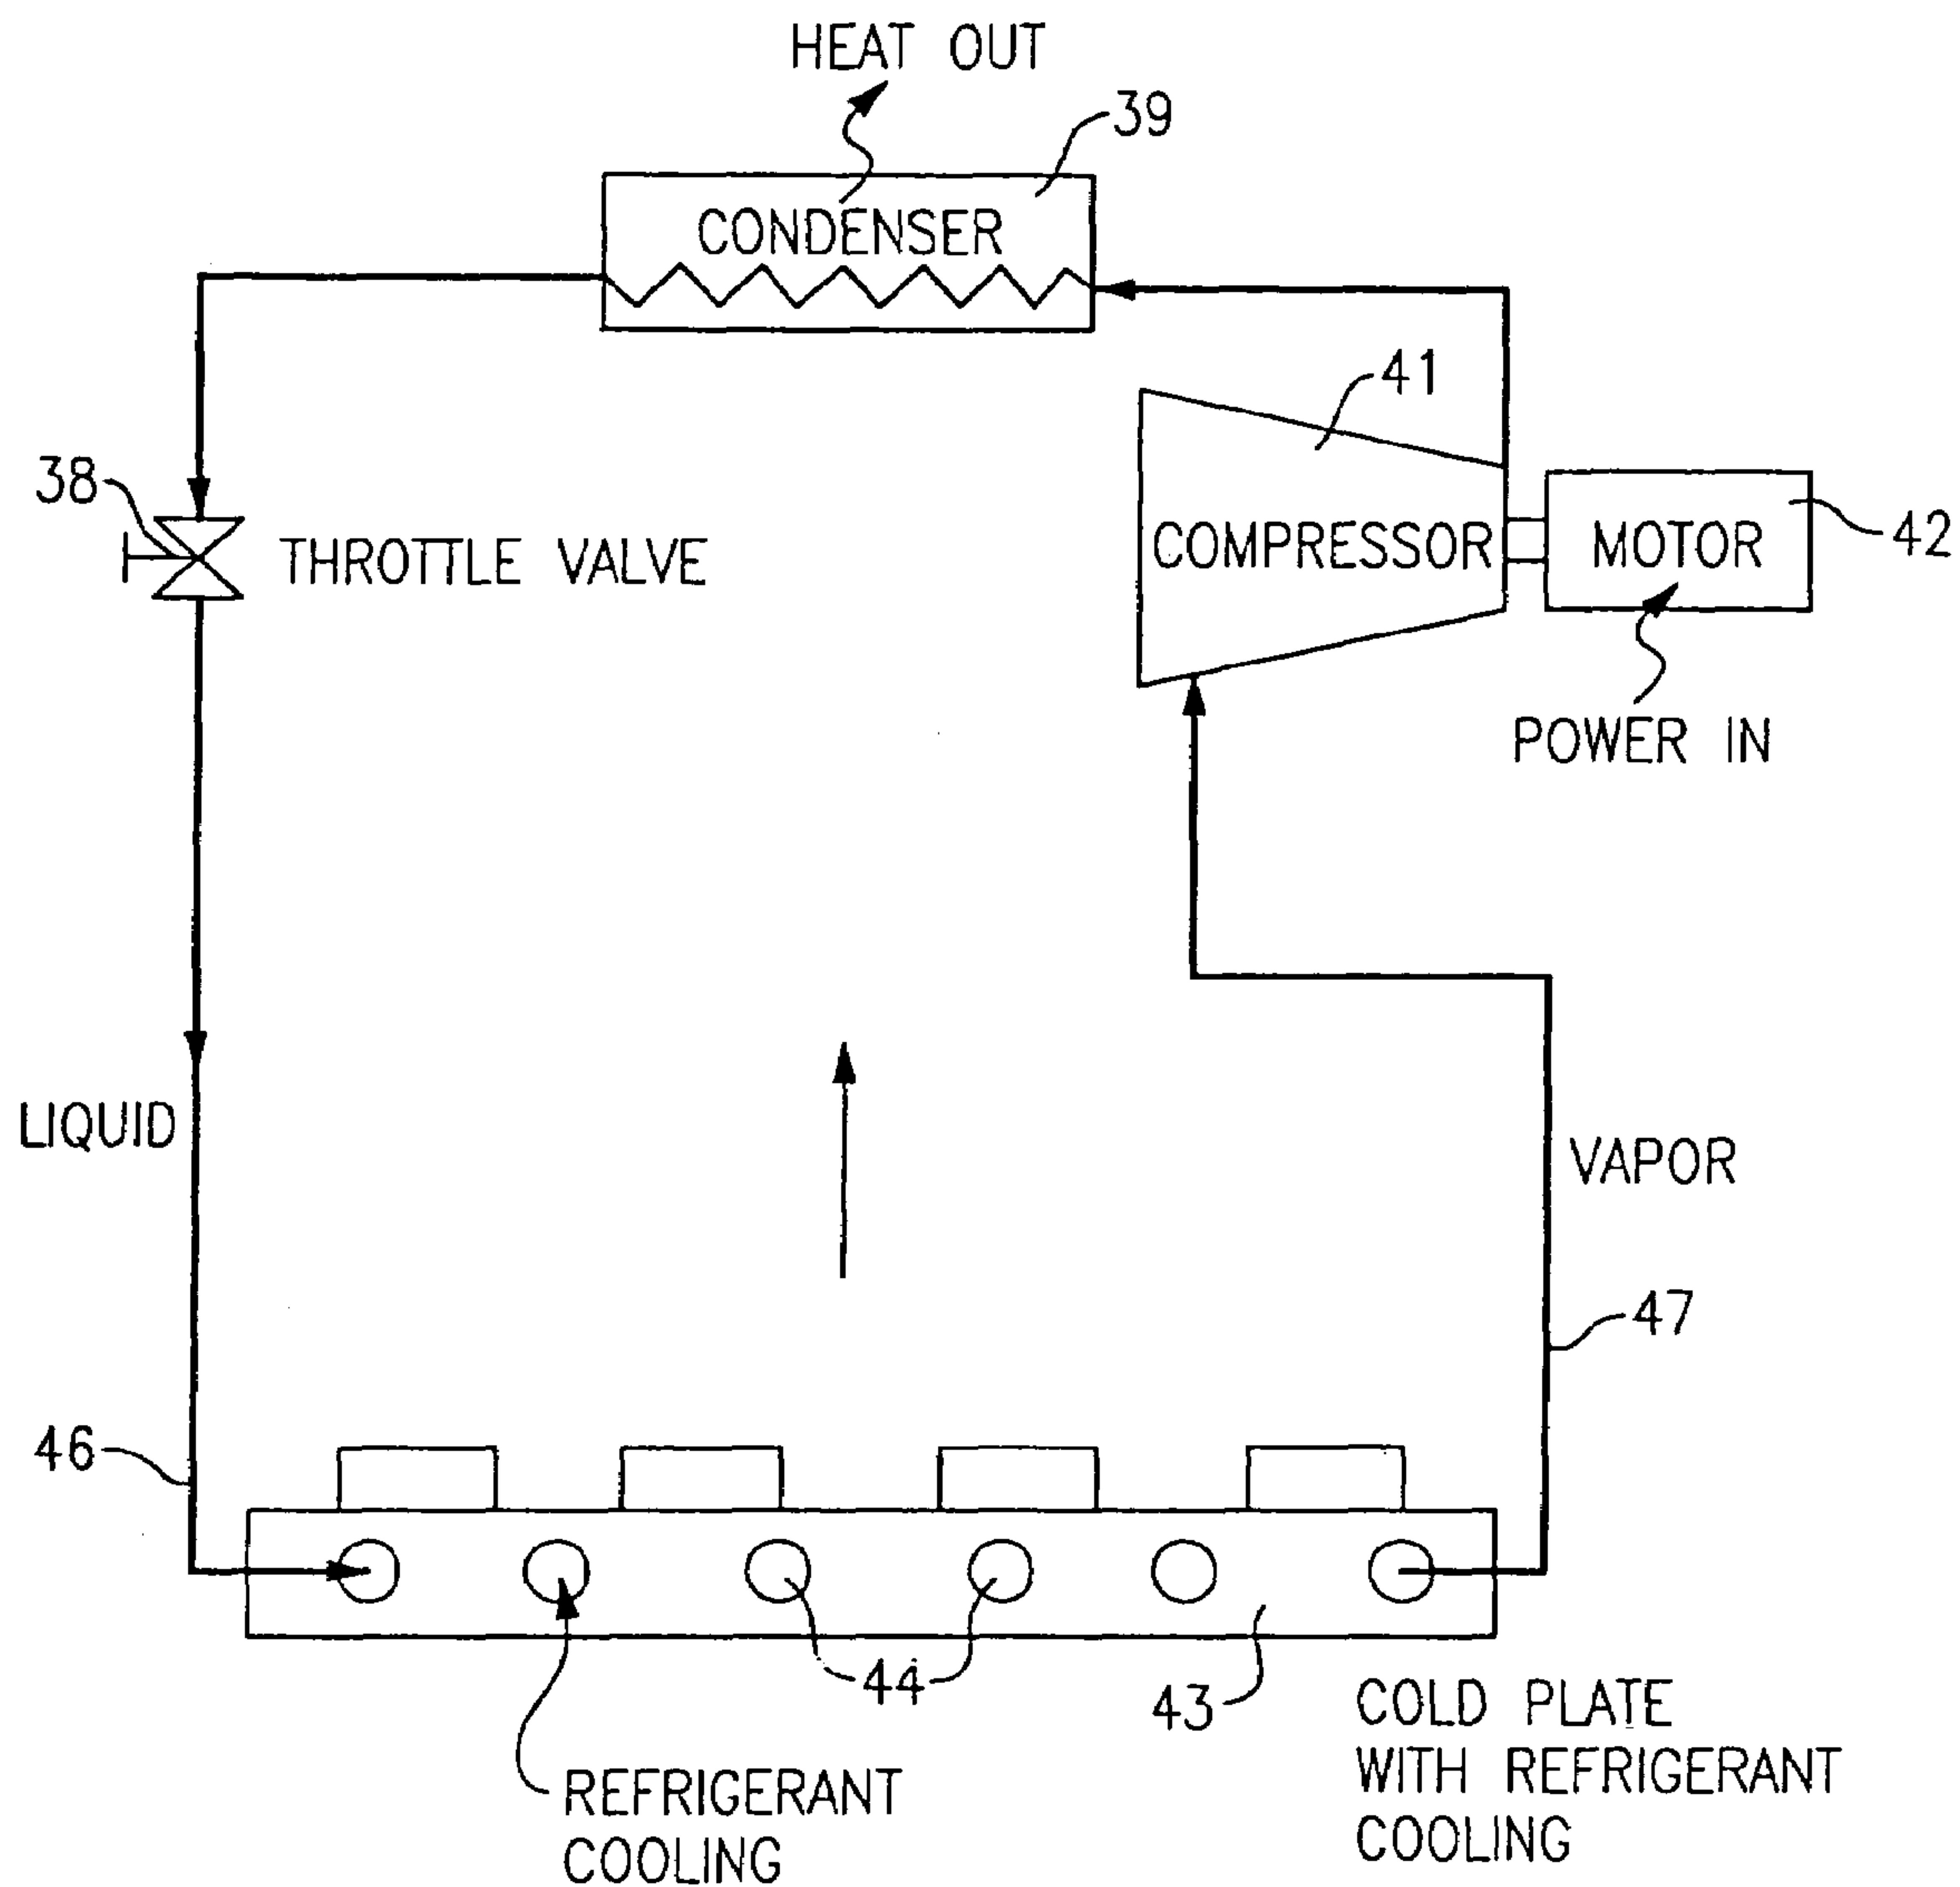 HEAT OUT
39
CONDENSER
41
38
THROTTLE VALVE
COMPRESSOR
MOTOR
42
POWER IN
LIQUID
VAPOR
47
46
44
43
COLD PLATE
WITH REFRIGERANT
COOLING
REFRIGERANT
COOLING